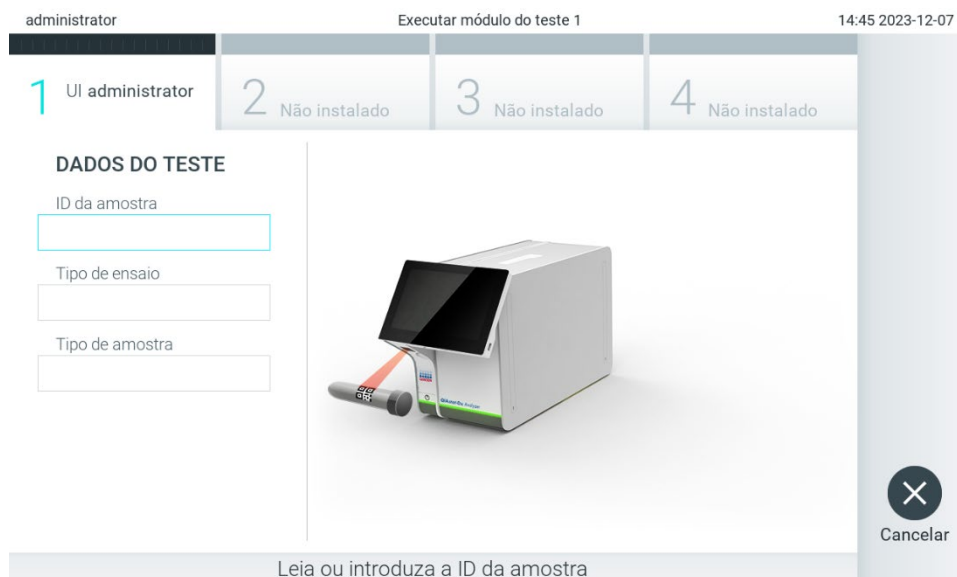 administrator Executar módulo do teste 1 14:45 2023-12-07
1 UI administrator 2 Não instalado 3 Não instalado 4 Não instalado
DADOS DO TESTE
ID da amostra
Tipo de ensaio
Tipo de amostra
Cancelar
Leia ou introduza a ID da amostra